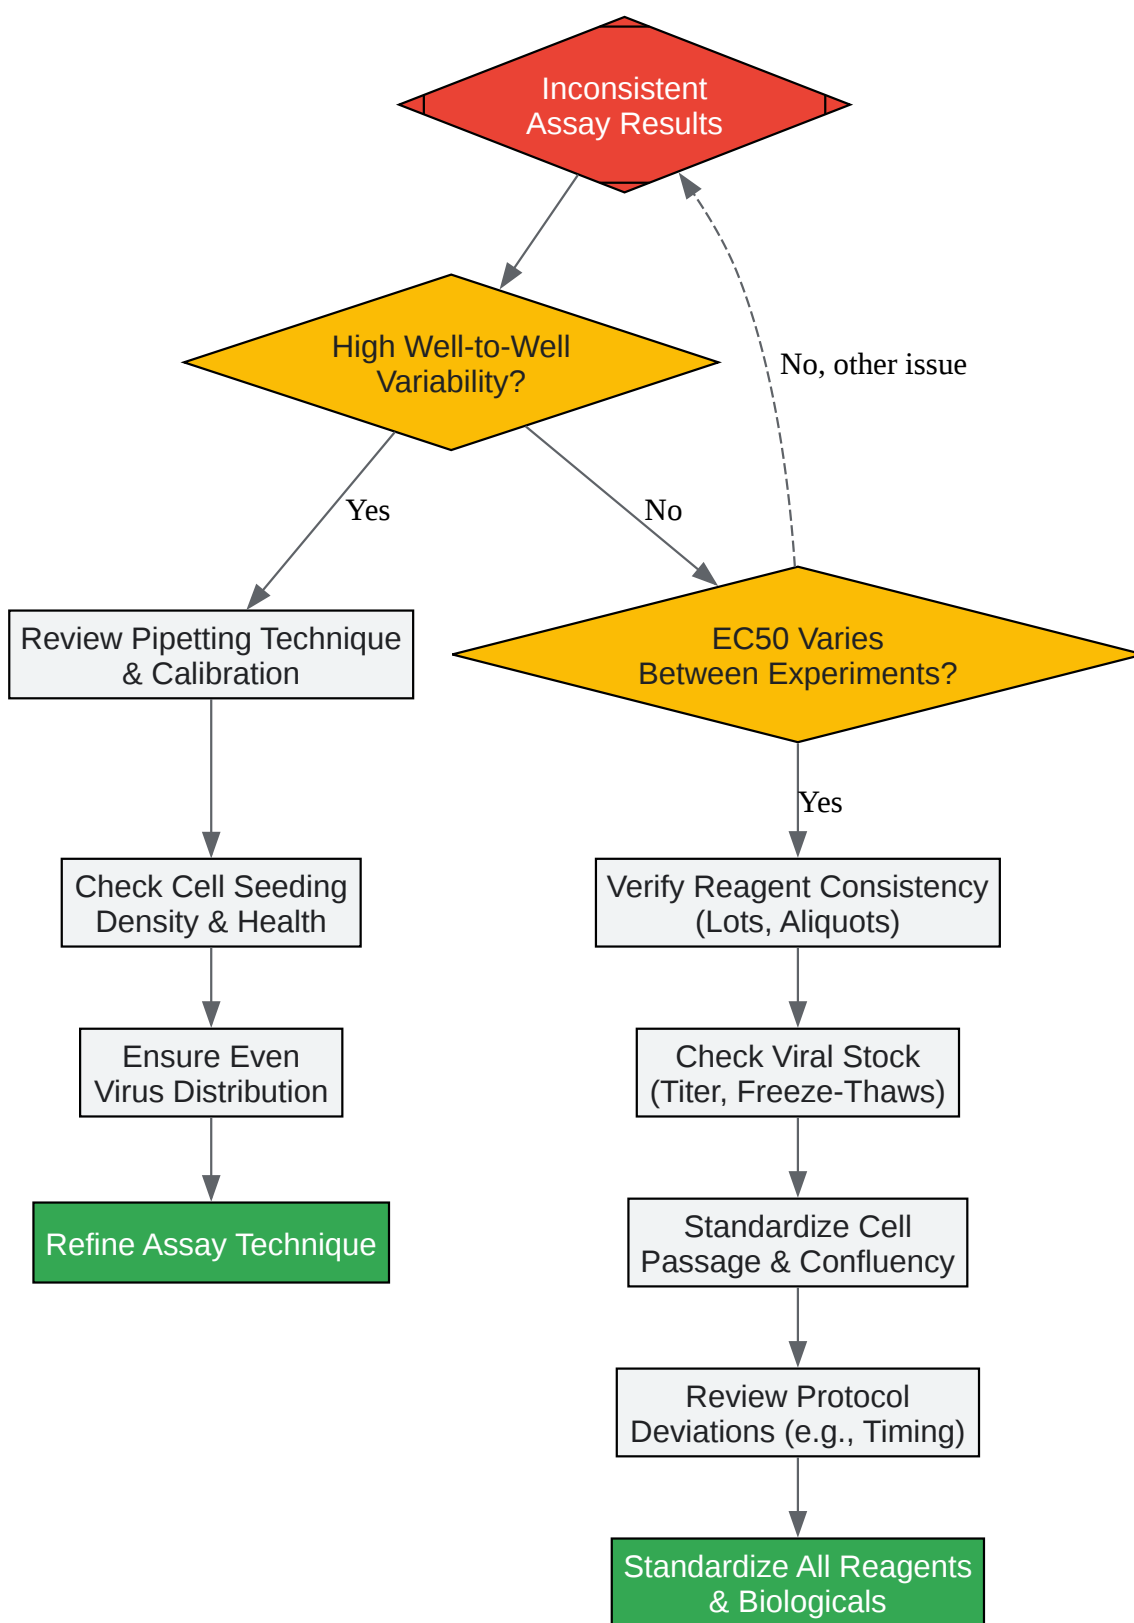 Inconsistent
Assay Results
High Well-to-Well
Variability?
No, other issue
Yes
No
Review Pipetting Technique
& Calibration
EC50 Varies
Between Experiments?
Yes
Check Cell Seeding
Density & Health
Verify Reagent Consistency
(Lots, Aliquots)
Ensure Even
Virus Distribution
Check Viral Stock
(Titer, Freeze-Thaws)
Refine Assay Technique
Standardize Cell
Passage & Confluency
Review Protocol
Deviations (e.g., Timing)
Standardize All Reagents
& Biologicals